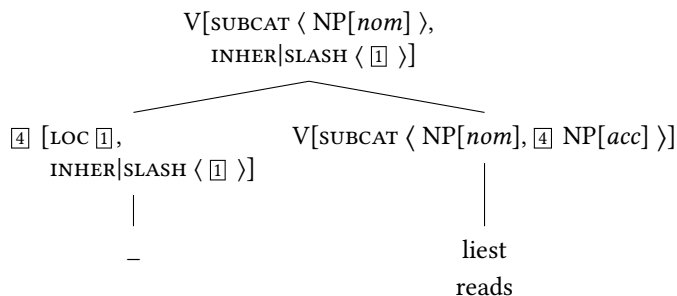 V[SUBCAT ⟨ NP[nom] ⟩,
INHER|SLASH ⟨ 1 ⟩]
4 [LOC 1,
INHER|SLASH ⟨ 1 ⟩]
V[SUBCAT ⟨ NP[nom], 4 NP[acc] ⟩]
_
liest
reads